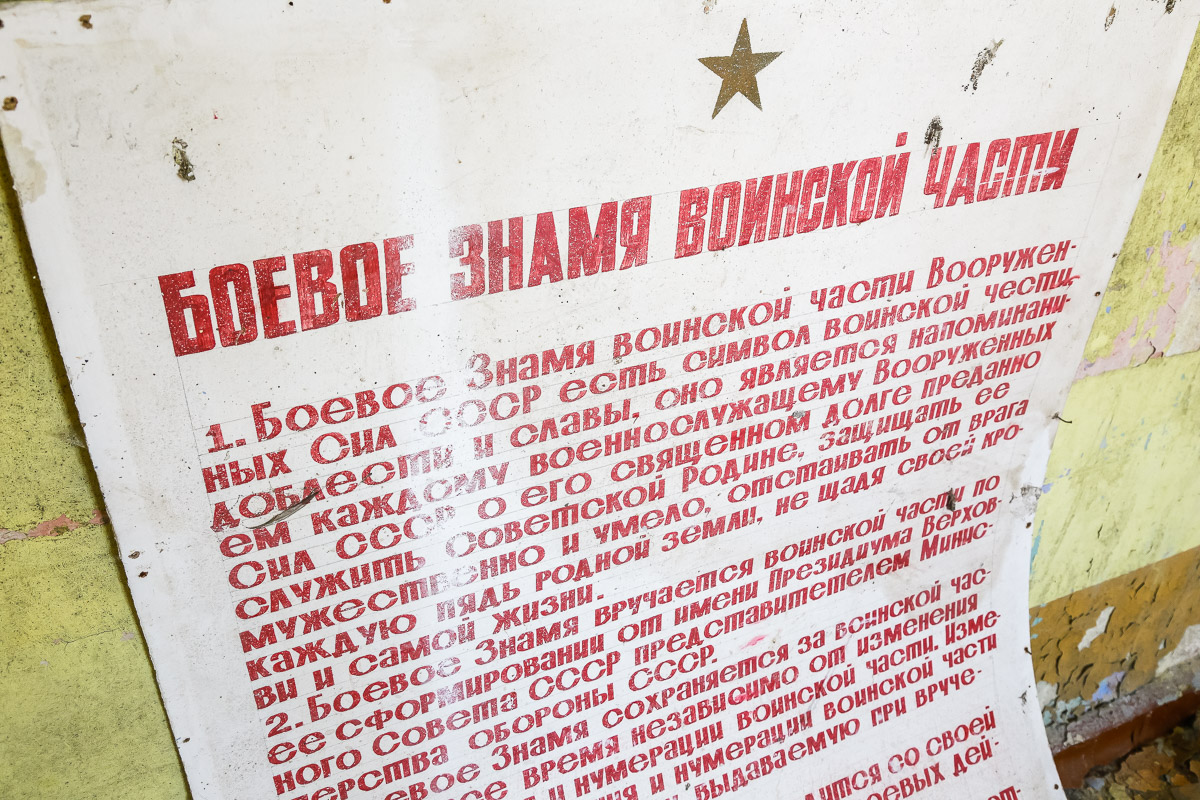 БОЕВОЕ ЗНАМЯ ВОИНСКОЙ ЧАСТИ
1. Боевое Знамя воинской части Вооружен-
ных Сил СССР есть символ воинской чести,
доблести и славы, оно является напоминани-
ем каждому военнослужащему Вооруженных
Сил СССР о его священном долге преданно
служить Советской Родине, защищать ее
мужественно и умело, отстаивать от врага
каждую пядь родной земли, не щадя своей кро-
ви и самой жизни.
2. Боевое Знамя вручается воинской части по
ее сформировании от имени Президиума Верхов-
ного Совета СССР представителем Минис-
терства обороны СССР.
Знамя сохраняется за воинской час-
время независимо от изменения
и нумерации воинской части. Изме-
и нумерации воинской части
выдаваемую при вруче-
со своей
дей-